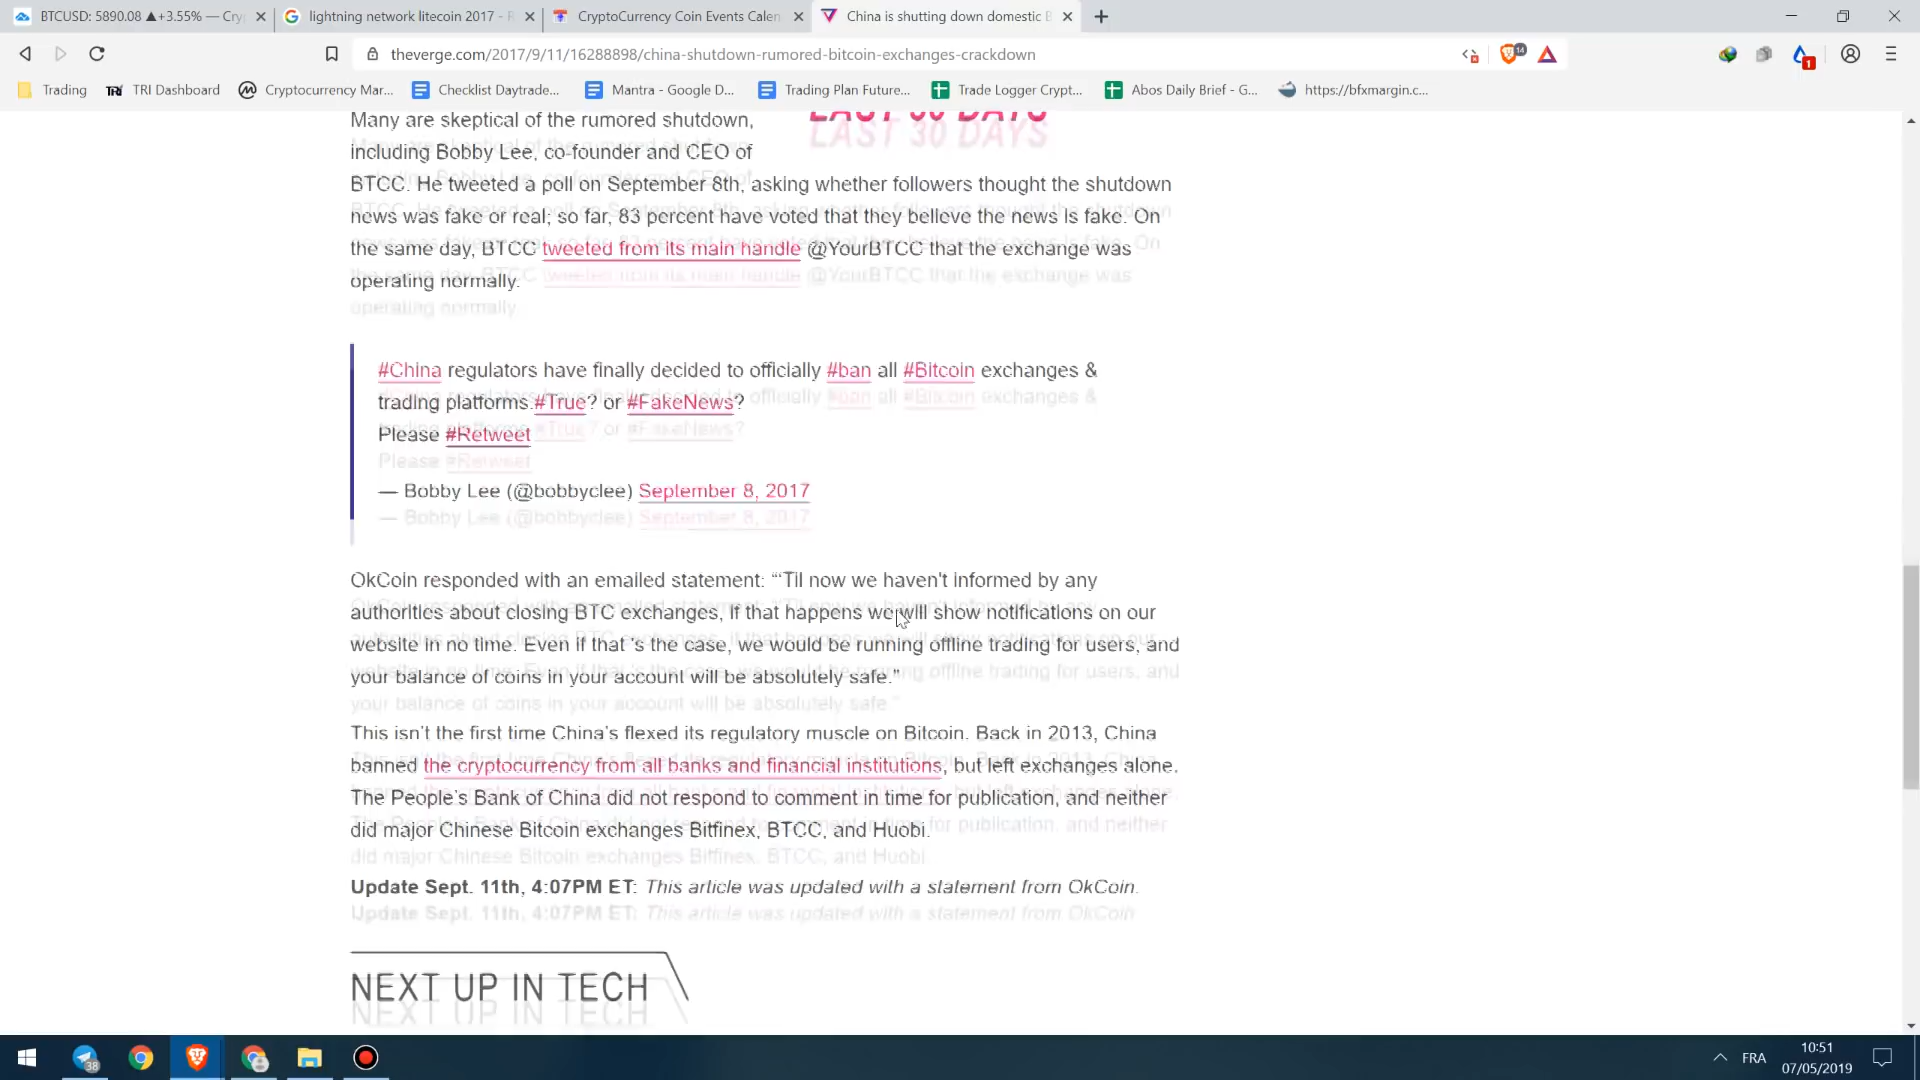 BTCUSD: 5890.08 ▲+3.55% — Cry
lightning network litecoin 2017 - R
CryptoCurrency Coin Events Calen
China is shutting down domestic B
theverge.com/2017/9/11/16288898/china-shutdown-rumored-bitcoin-exchanges-crackdown
14
1
Trading
TRI Dashboard
Cryptocurrency Mar...
Checklist Daytrade...
Mantra - Google D...
Trading Plan Future...
Trade Logger Crypt...
Abos Daily Brief - G...
https://bfxmargin.c...
LAST 30 DAYS
Many are skeptical of the rumored shutdown,
including Bobby Lee, co-founder and CEO of
BTCC. He tweeted a poll on September 8th, asking whether followers thought the shutdown
news was fake or real; so far, 83 percent have voted that they believe the news is fake. On
the same day, BTCC tweeted from its main handle @YourBTCC that the exchange was
operating normally.
#China regulators have finally decided to officially #ban all #Bitcoin exchanges &
trading platforms.#True? or #FakeNews?
Please #Retweet
— Bobby Lee (@bobbyclee) September 8, 2017
OkCoin responded with an emailed statement: “‘Til now we haven't informed by any
authorities about closing BTC exchanges, if that happens we will show notifications on our
website in no time. Even if that 's the case, we would be running offline trading for users, and
your balance of coins in your account will be absolutely safe.”
This isn’t the first time China’s flexed its regulatory muscle on Bitcoin. Back in 2013, China
banned the cryptocurrency from all banks and financial institutions, but left exchanges alone.
The People’s Bank of China did not respond to comment in time for publication, and neither
did major Chinese Bitcoin exchanges Bitfinex, BTCC, and Huobi.
Update Sept. 11th, 4:07PM ET: This article was updated with a statement from OkCoin.
NEXT UP IN TECH
38
FRA
10:51
07/05/2019